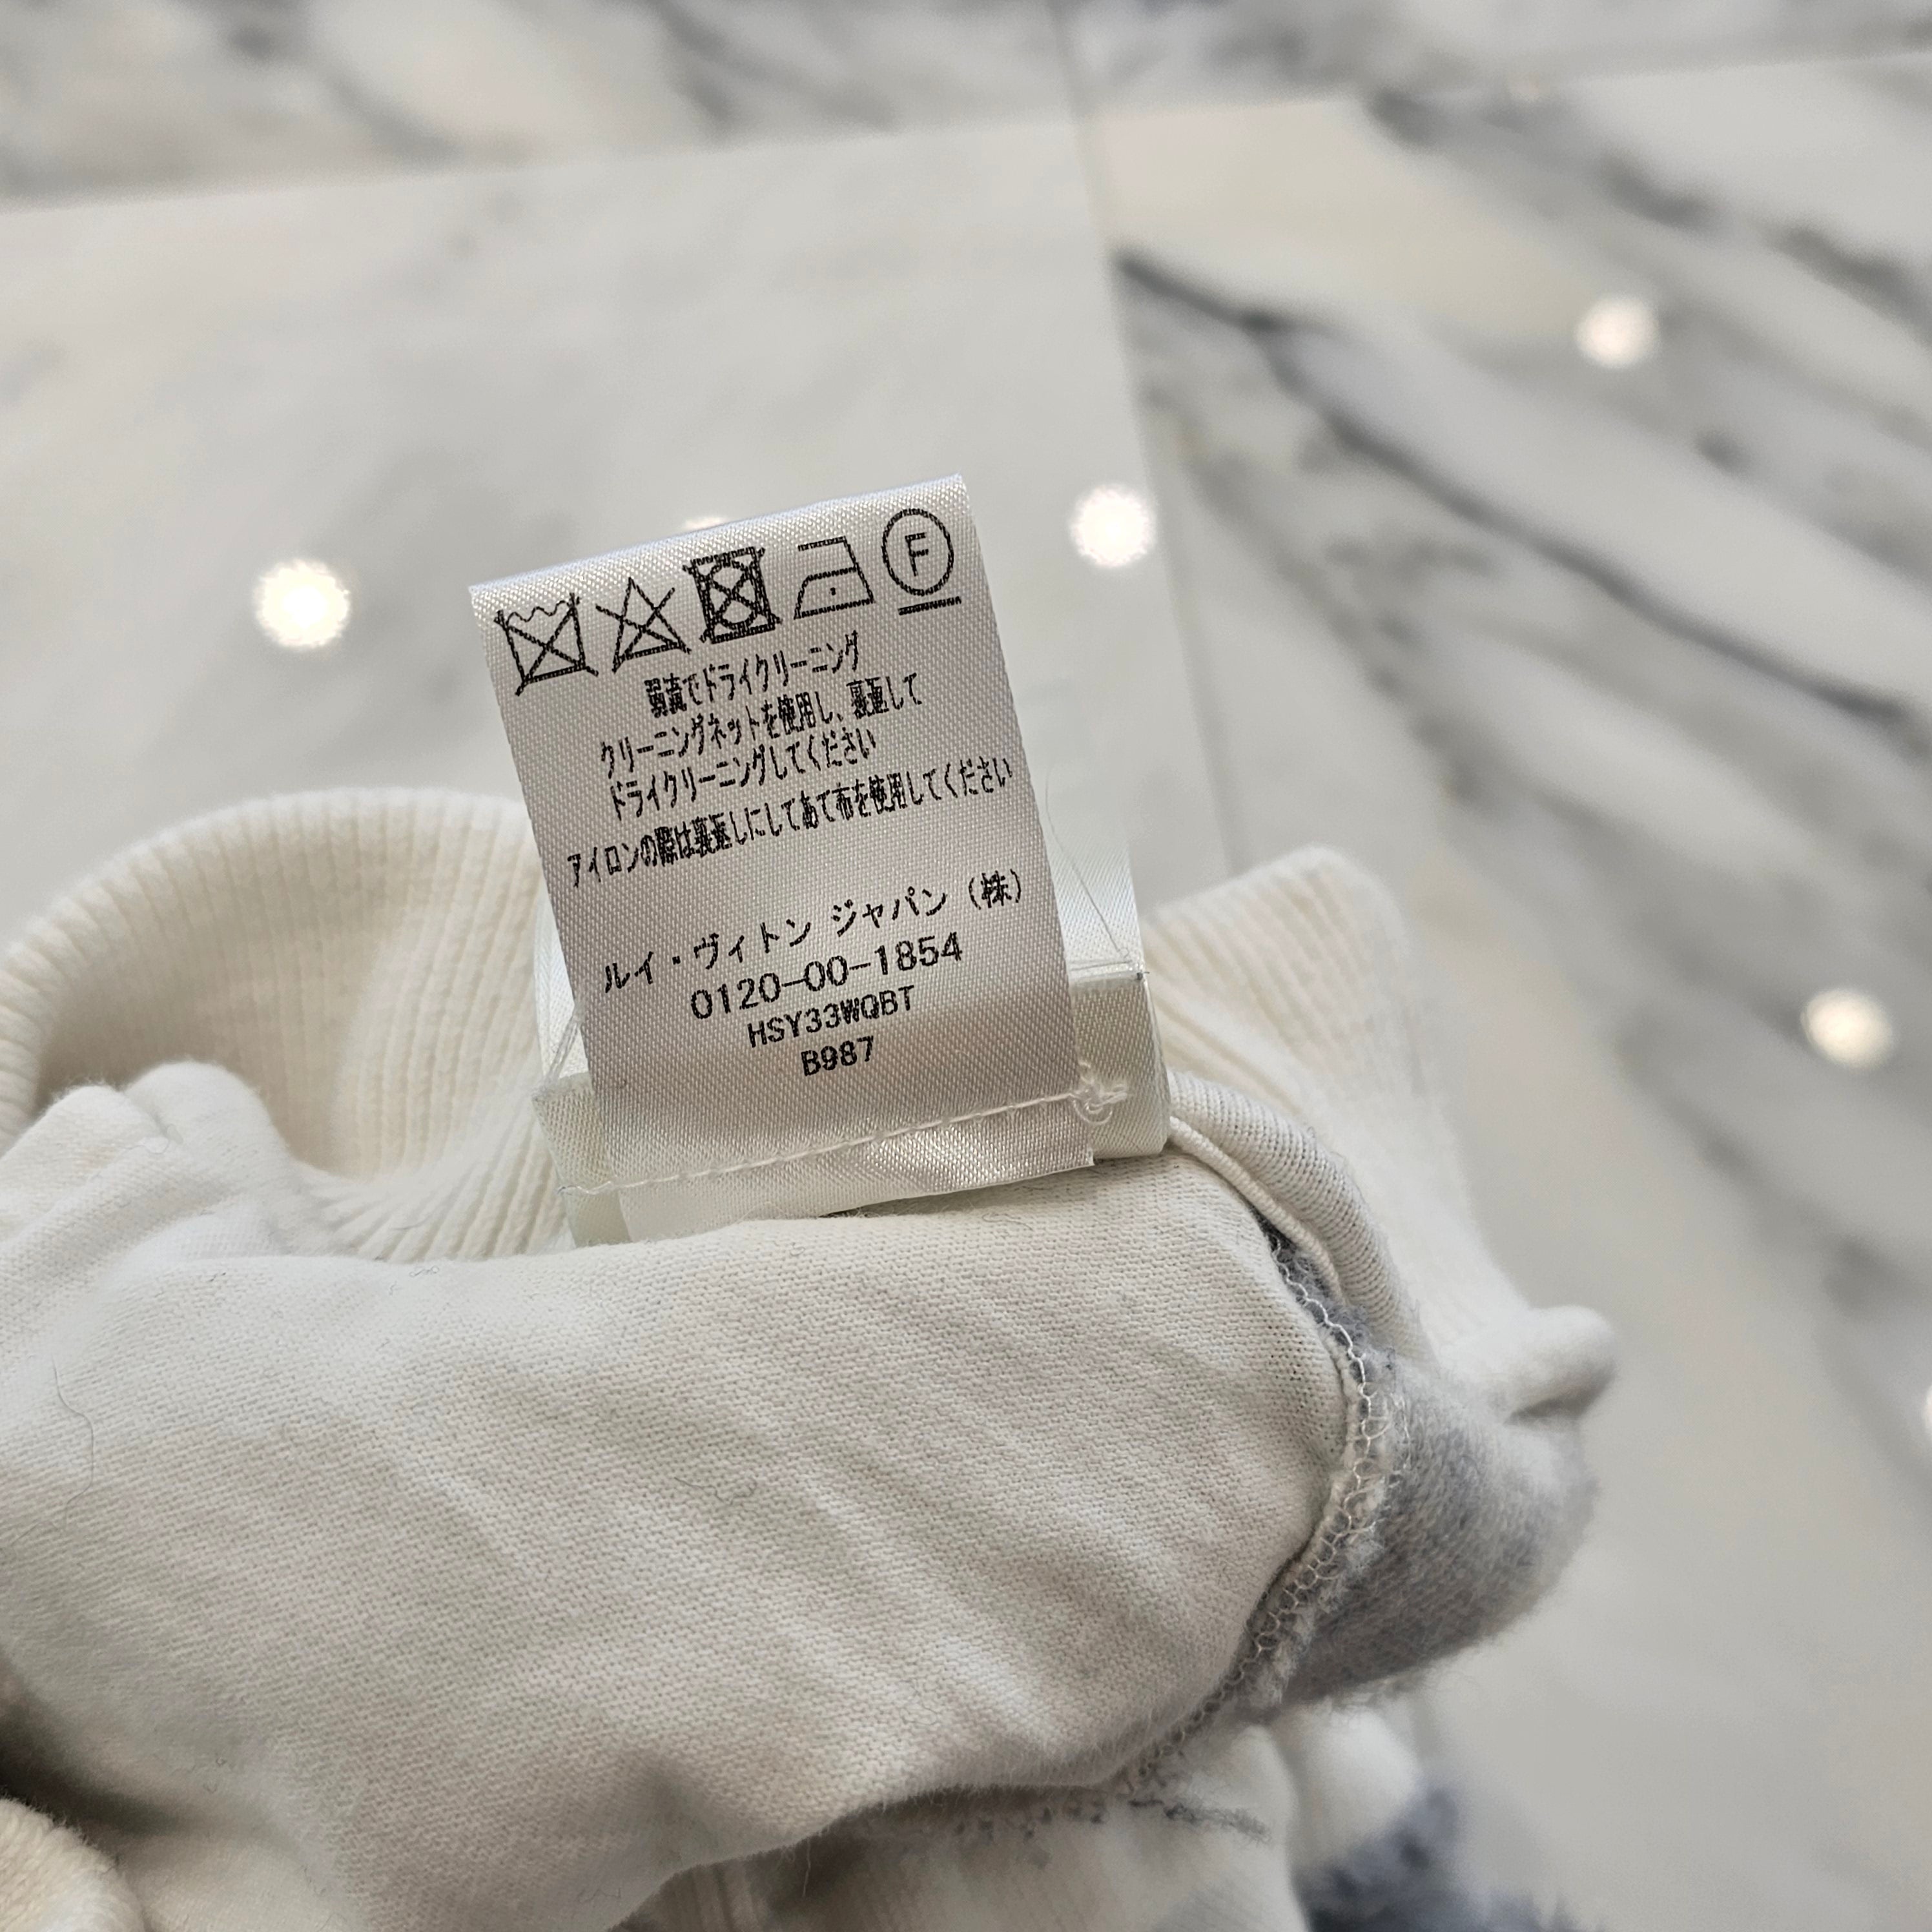 F
弱流でドライクリーニング
クリーニングネットを使用し、裏返して
ドライクリーニングしてください
アイロンの際は裏返しにしてあて布を使用してください
ルイ・ヴィトン ジャパン (株)
0120-00-1854
HSY33WQBT
B987